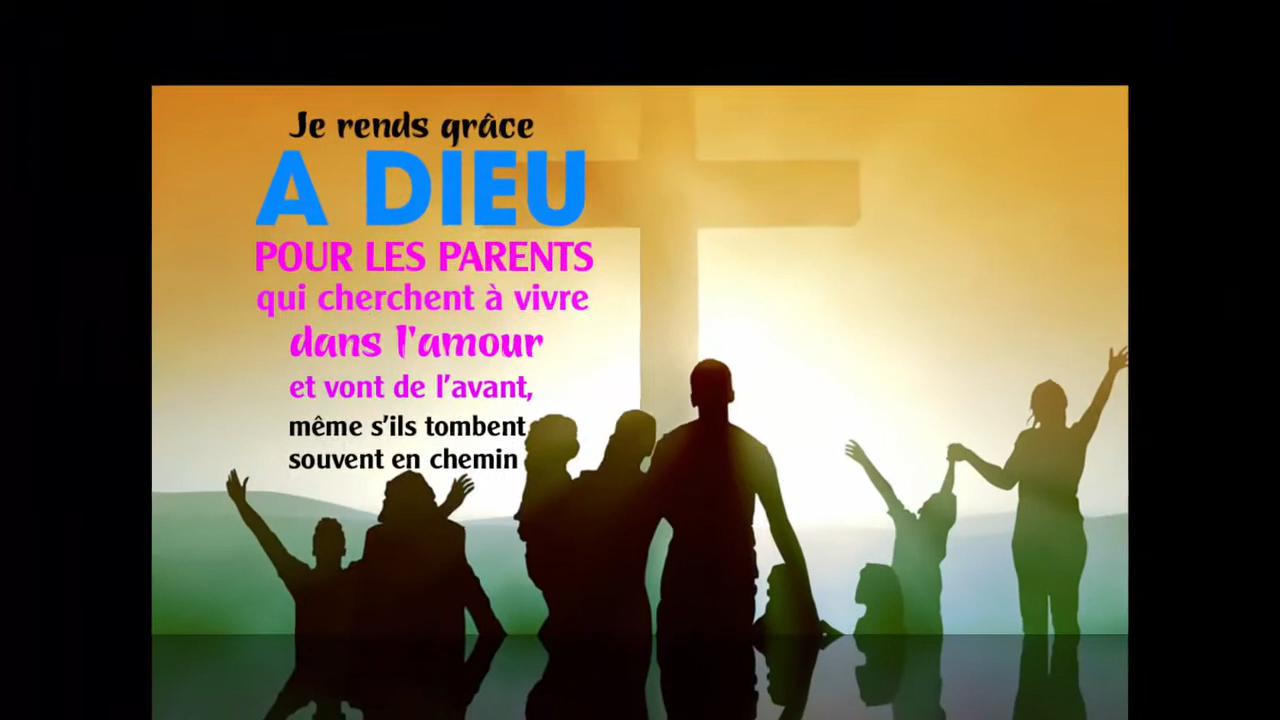 Je rends grâce
A DIEU
POUR LES PARENTS
qui cherchent à vivre
dans l'amour
et vont de l’avant,
même s’ils tombent
souvent en chemin